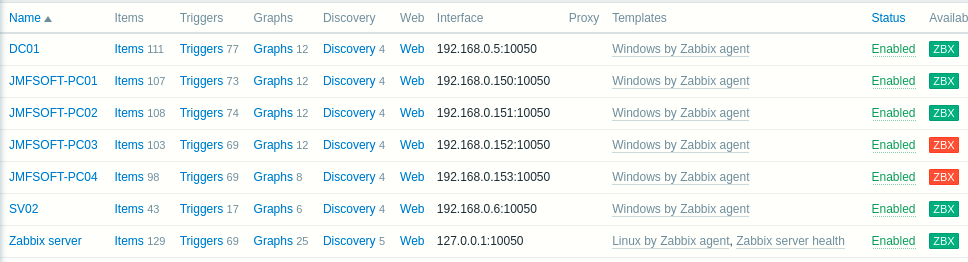 Name Items Triggers Graphs Discovery Web Interface Proxy Templates Status Availab
DC01 Items 111 Triggers 77 Graphs 12 Discovery 4 Web 192.168.0.5:10050 Windows by Zabbix agent Enabled ZBX
JMFSOFT-PC01 Items 107 Triggers 73 Graphs 12 Discovery 4 Web 192.168.0.150:10050 Windows by Zabbix agent Enabled ZBX
JMFSOFT-PC02 Items 108 Triggers 74 Graphs 12 Discovery 4 Web 192.168.0.151:10050 Windows by Zabbix agent Enabled ZBX
JMFSOFT-PC03 Items 103 Triggers 69 Graphs 12 Discovery 4 Web 192.168.0.152:10050 Windows by Zabbix agent Enabled ZBX
JMFSOFT-PC04 Items 98 Triggers 69 Graphs 8 Discovery 4 Web 192.168.0.153:10050 Windows by Zabbix agent Enabled ZBX
SV02 Items 43 Triggers 17 Graphs 6 Discovery 4 Web 192.168.0.6:10050 Windows by Zabbix agent Enabled ZBX
Zabbix server Items 129 Triggers 69 Graphs 25 Discovery 5 Web 127.0.0.1:10050 Linux by Zabbix agent, Zabbix server health Enabled ZBX